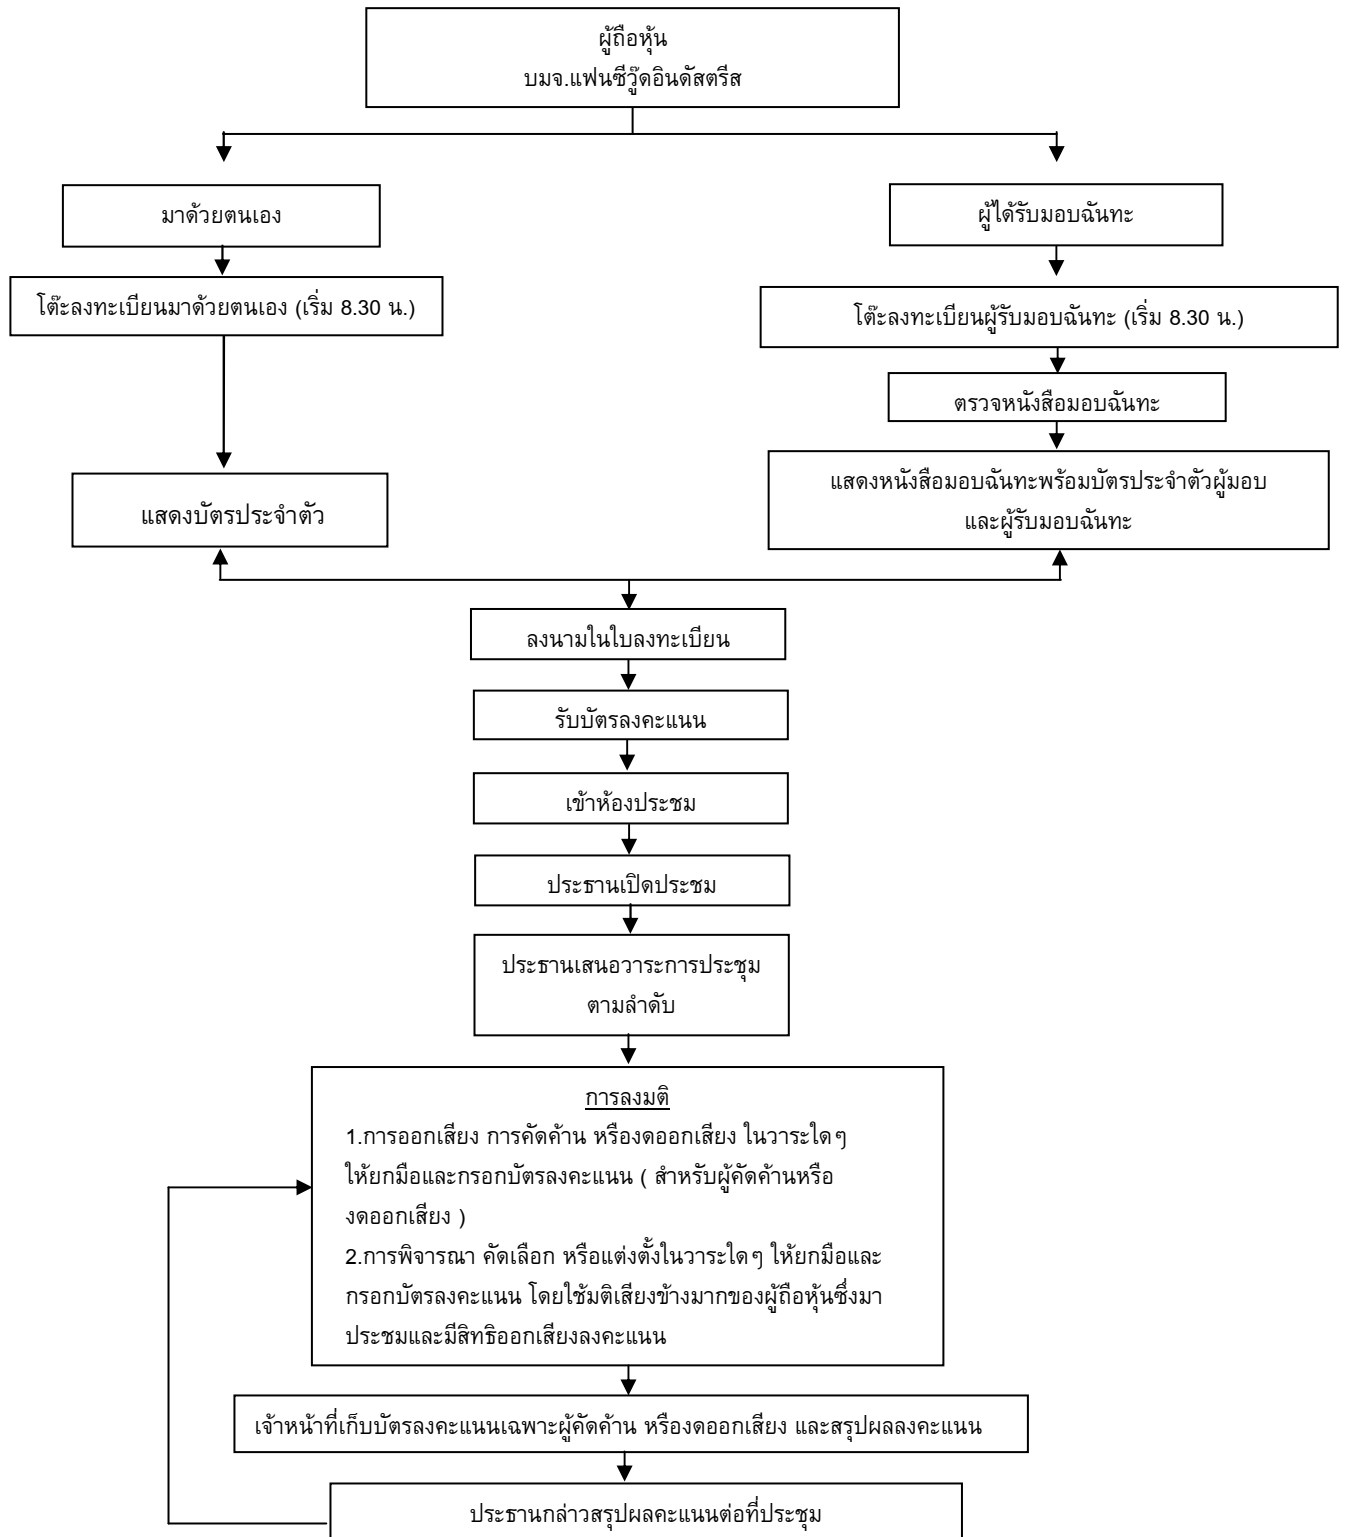 ผู้ถือหุ้น
บมจ.แฟนซีวู๊ดอินดัสตรีส
มาด้วยตนเอง
ผู้ได้รับมอบฉันทะ
โต๊ะลงทะเบียนมาด้วยตนเอง (เริ่ม 8.30 น.)
โต๊ะลงทะเบียนผู้รับมอบฉันทะ (เริ่ม 8.30 น.)
ตรวจหนังสือมอบฉันทะ
แสดงบัตรประจำตัว
แสดงหนังสือมอบฉันทะพร้อมบัตรประจำตัวผู้มอบ
และผู้รับมอบฉันทะ
ลงนามในใบลงทะเบียน
รับบัตรลงคะแนน
เข้าห้องประชม
ประธานเปิดประชม
ประธานเสนอวาระการประชุม
ตามลำดับ
การลงมติ
1.การออกเสียง การคัดค้าน หรืองดออกเสียง ในวาระใดๆ
ให้ยกมือและกรอกบัตรลงคะแนน ( สำหรับผู้คัดค้านหรือ
งดออกเสียง )
2.การพิจารณา คัดเลือก หรือแต่งตั้งในวาระใดๆ ให้ยกมือและ
กรอกบัตรลงคะแนน โดยใช้มติเสียงข้างมากของผู้ถือหุ้นซึ่งมา
ประชมและมีสิทธิออกเสียงลงคะแนน
เจ้าหน้าที่เก็บบัตรลงคะแนนเฉพาะผู้คัดค้าน หรืองดออกเสียง และสรุปผลลงคะแนน
ประธานกล่าวสรุปผลคะแนนต่อที่ประชุม